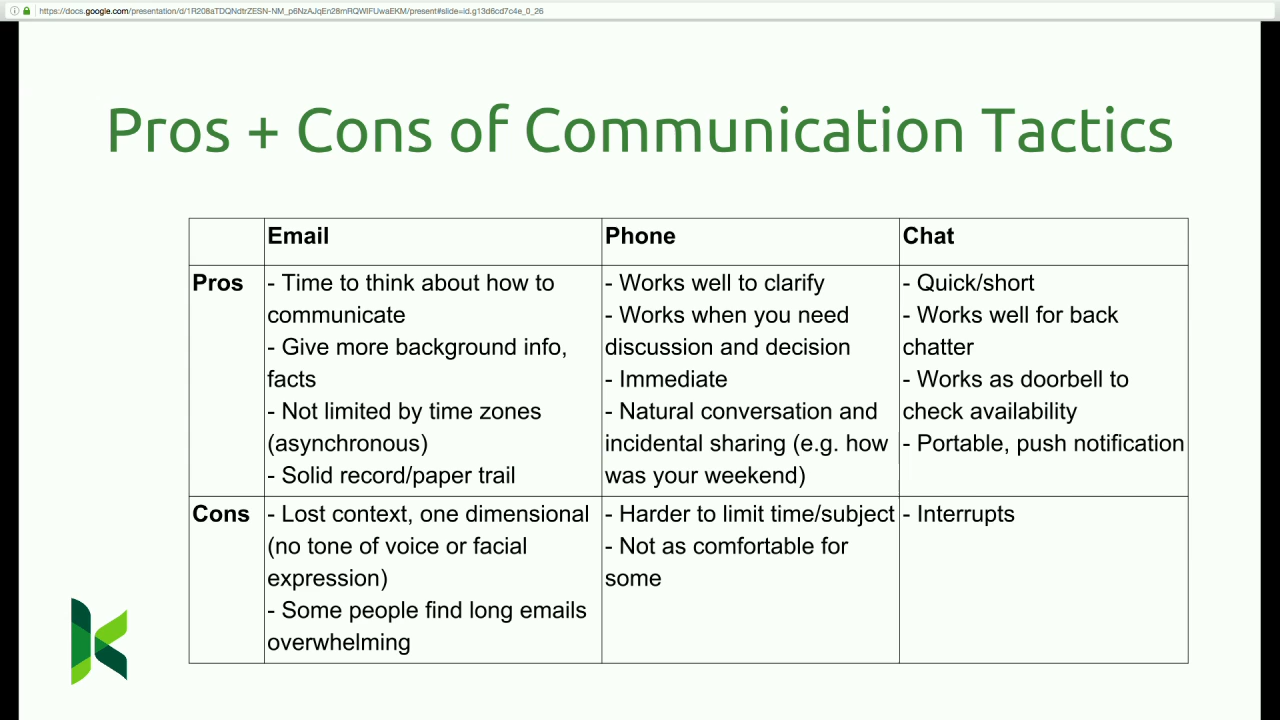 https://docs.google.com/presentation/d/1R208aTDQNdtrZESN-NM_p6NzAJqEn28mRQWIFUwaEKM/present#slide=id.g13d6cd7c4e_0_26
Pros + Cons of Communication Tactics
Email
Phone
Chat
Pros
- Time to think about how to
communicate
- Give more background info,
facts
- Not limited by time zones
(asynchronous)
- Solid record/paper trail
- Works well to clarify
- Works when you need
discussion and decision
- Immediate
- Natural conversation and
incidental sharing (e.g. how
was your weekend)
- Quick/short
- Works well for back
chatter
- Works as doorbell to
check availability
- Portable, push notification
Cons
- Lost context, one dimensional
(no tone of voice or facial
expression)
- Some people find long emails
overwhelming
- Harder to limit time/subject
- Not as comfortable for
some
- Interrupts